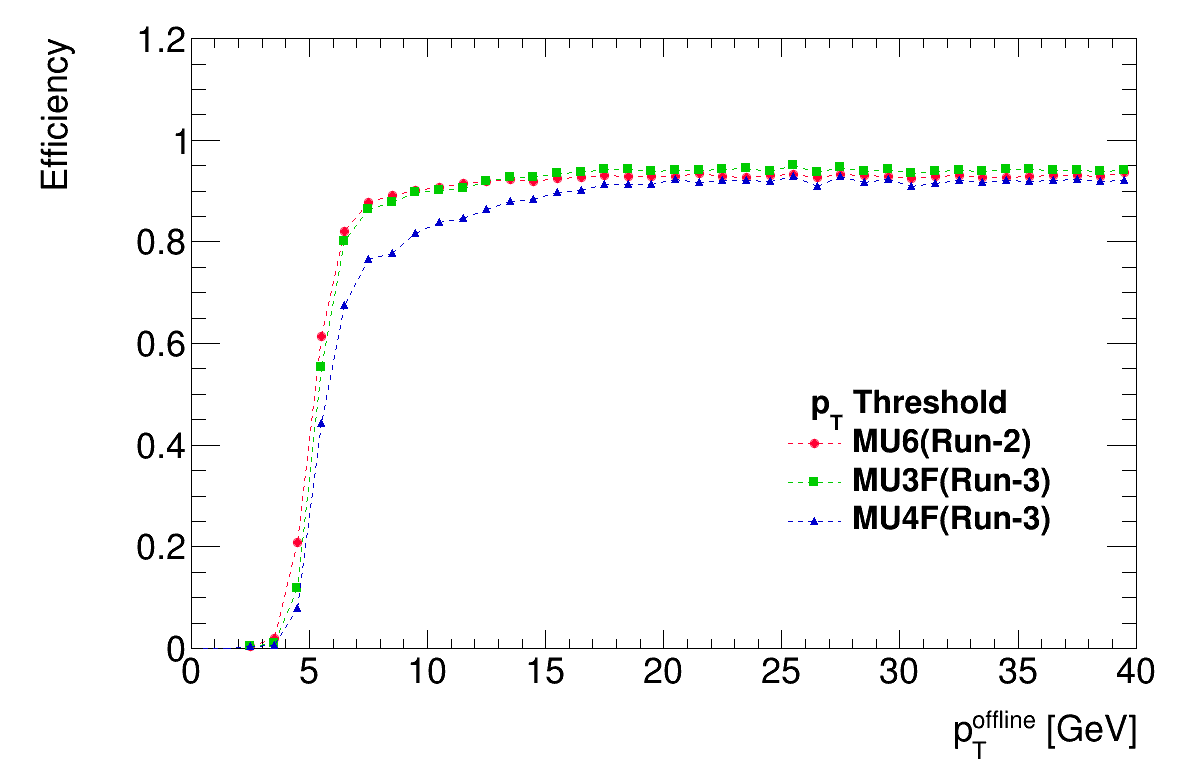 Efficiency
1.2
1
0.8
0.6
0.4
0.2
0
p_T Threshold
MU6(Run-2)
MU3F(Run-3)
MU4F(Run-3)
0 5 10 15 20 25 30 35 40
p_T^offline [GeV]